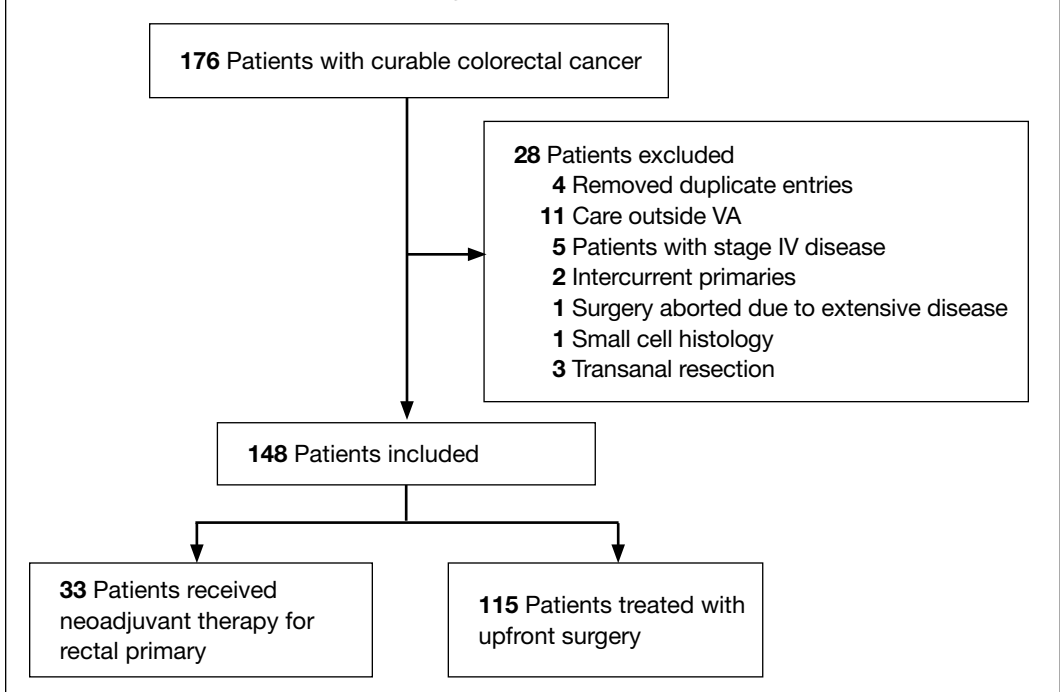 176 Patients with curable colorectal cancer
28 Patients excluded
4 Removed duplicate entries
11 Care outside VA
5 Patients with stage IV disease
2 Intercurrent primaries
1 Surgery aborted due to extensive disease
1 Small cell histology
3 Transanal resection
148 Patients included
33 Patients received
neoadjuvant therapy for
rectal primary
115 Patients treated with
upfront surgery